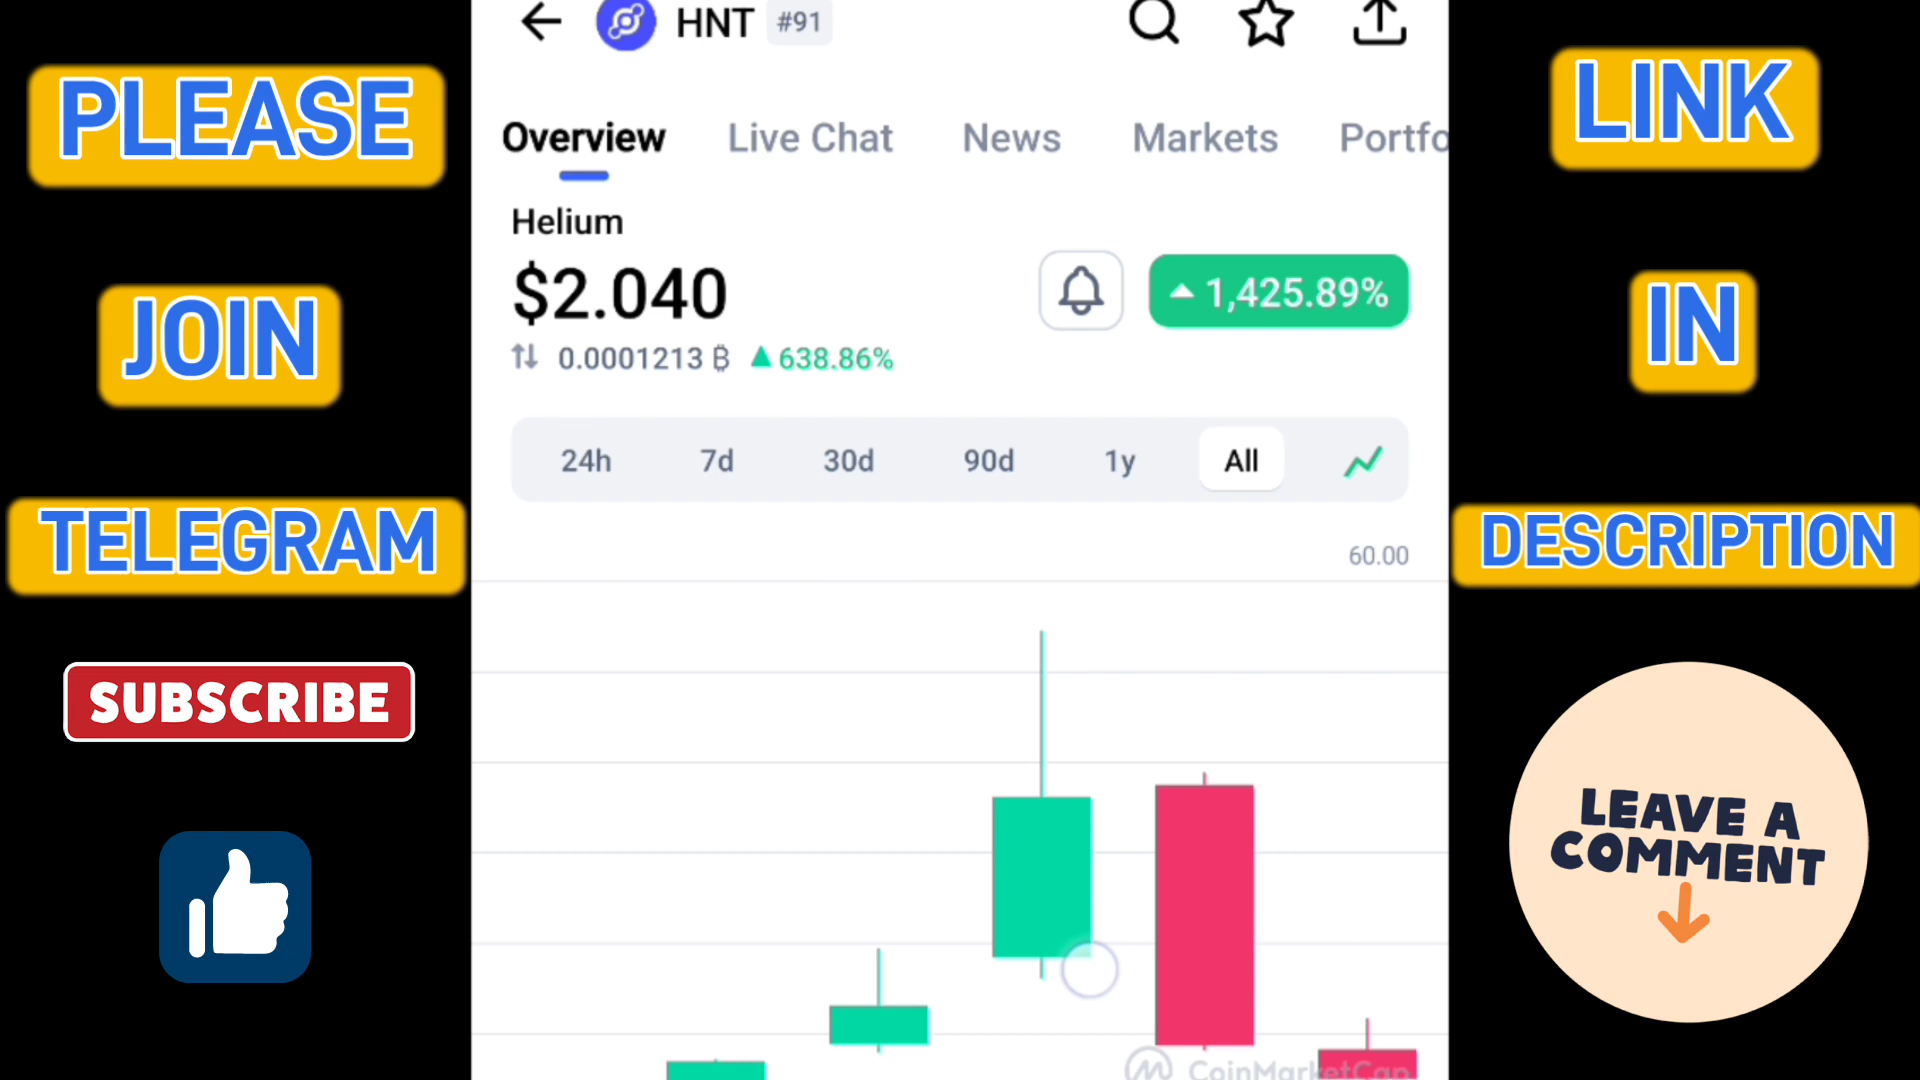 PLEASE
JOIN
TELEGRAM
SUBSCRIBE
HNT #91
Overview Live Chat News Markets Portfo
Helium
$2.040
1,425.89%
0.0001213 ₿ 638.86%
24h 7d 30d 90d 1y All
60.00
CoinMarketCap
LINK
IN
DESCRIPTION
LEAVE A
COMMENT